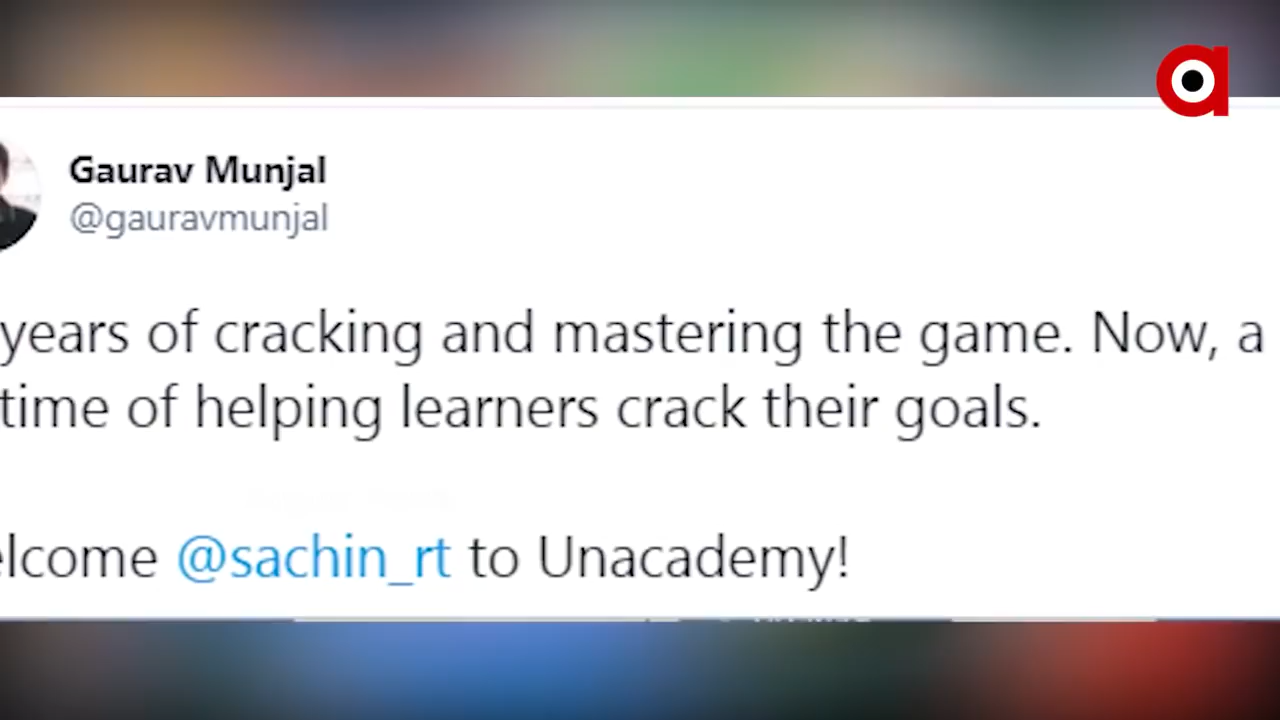 Gaurav Munjal
@gauravmunjal
years of cracking and mastering the game. Now, a
time of helping learners crack their goals.
elcome @sachin_rt to Unacademy!